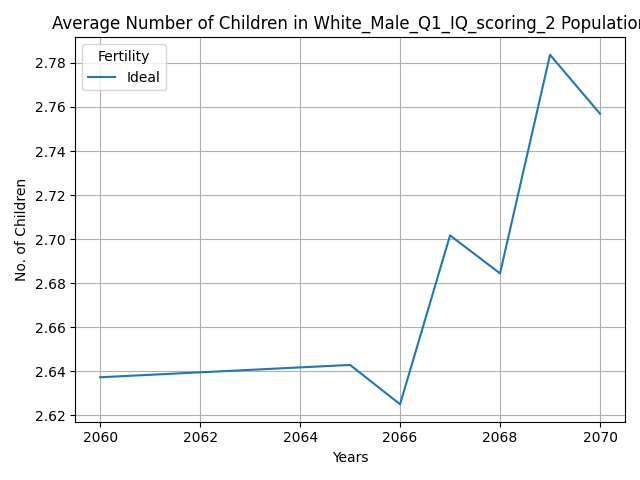 Average Number of Children in White_Male_Q1_IQ_scoring_2 Population
Fertility
Ideal
2.78
2.76
2.74
2.72
2.70
2.68
2.66
2.64
2.62
No. of Children
2060 2062 2064 2066 2068 2070
Years